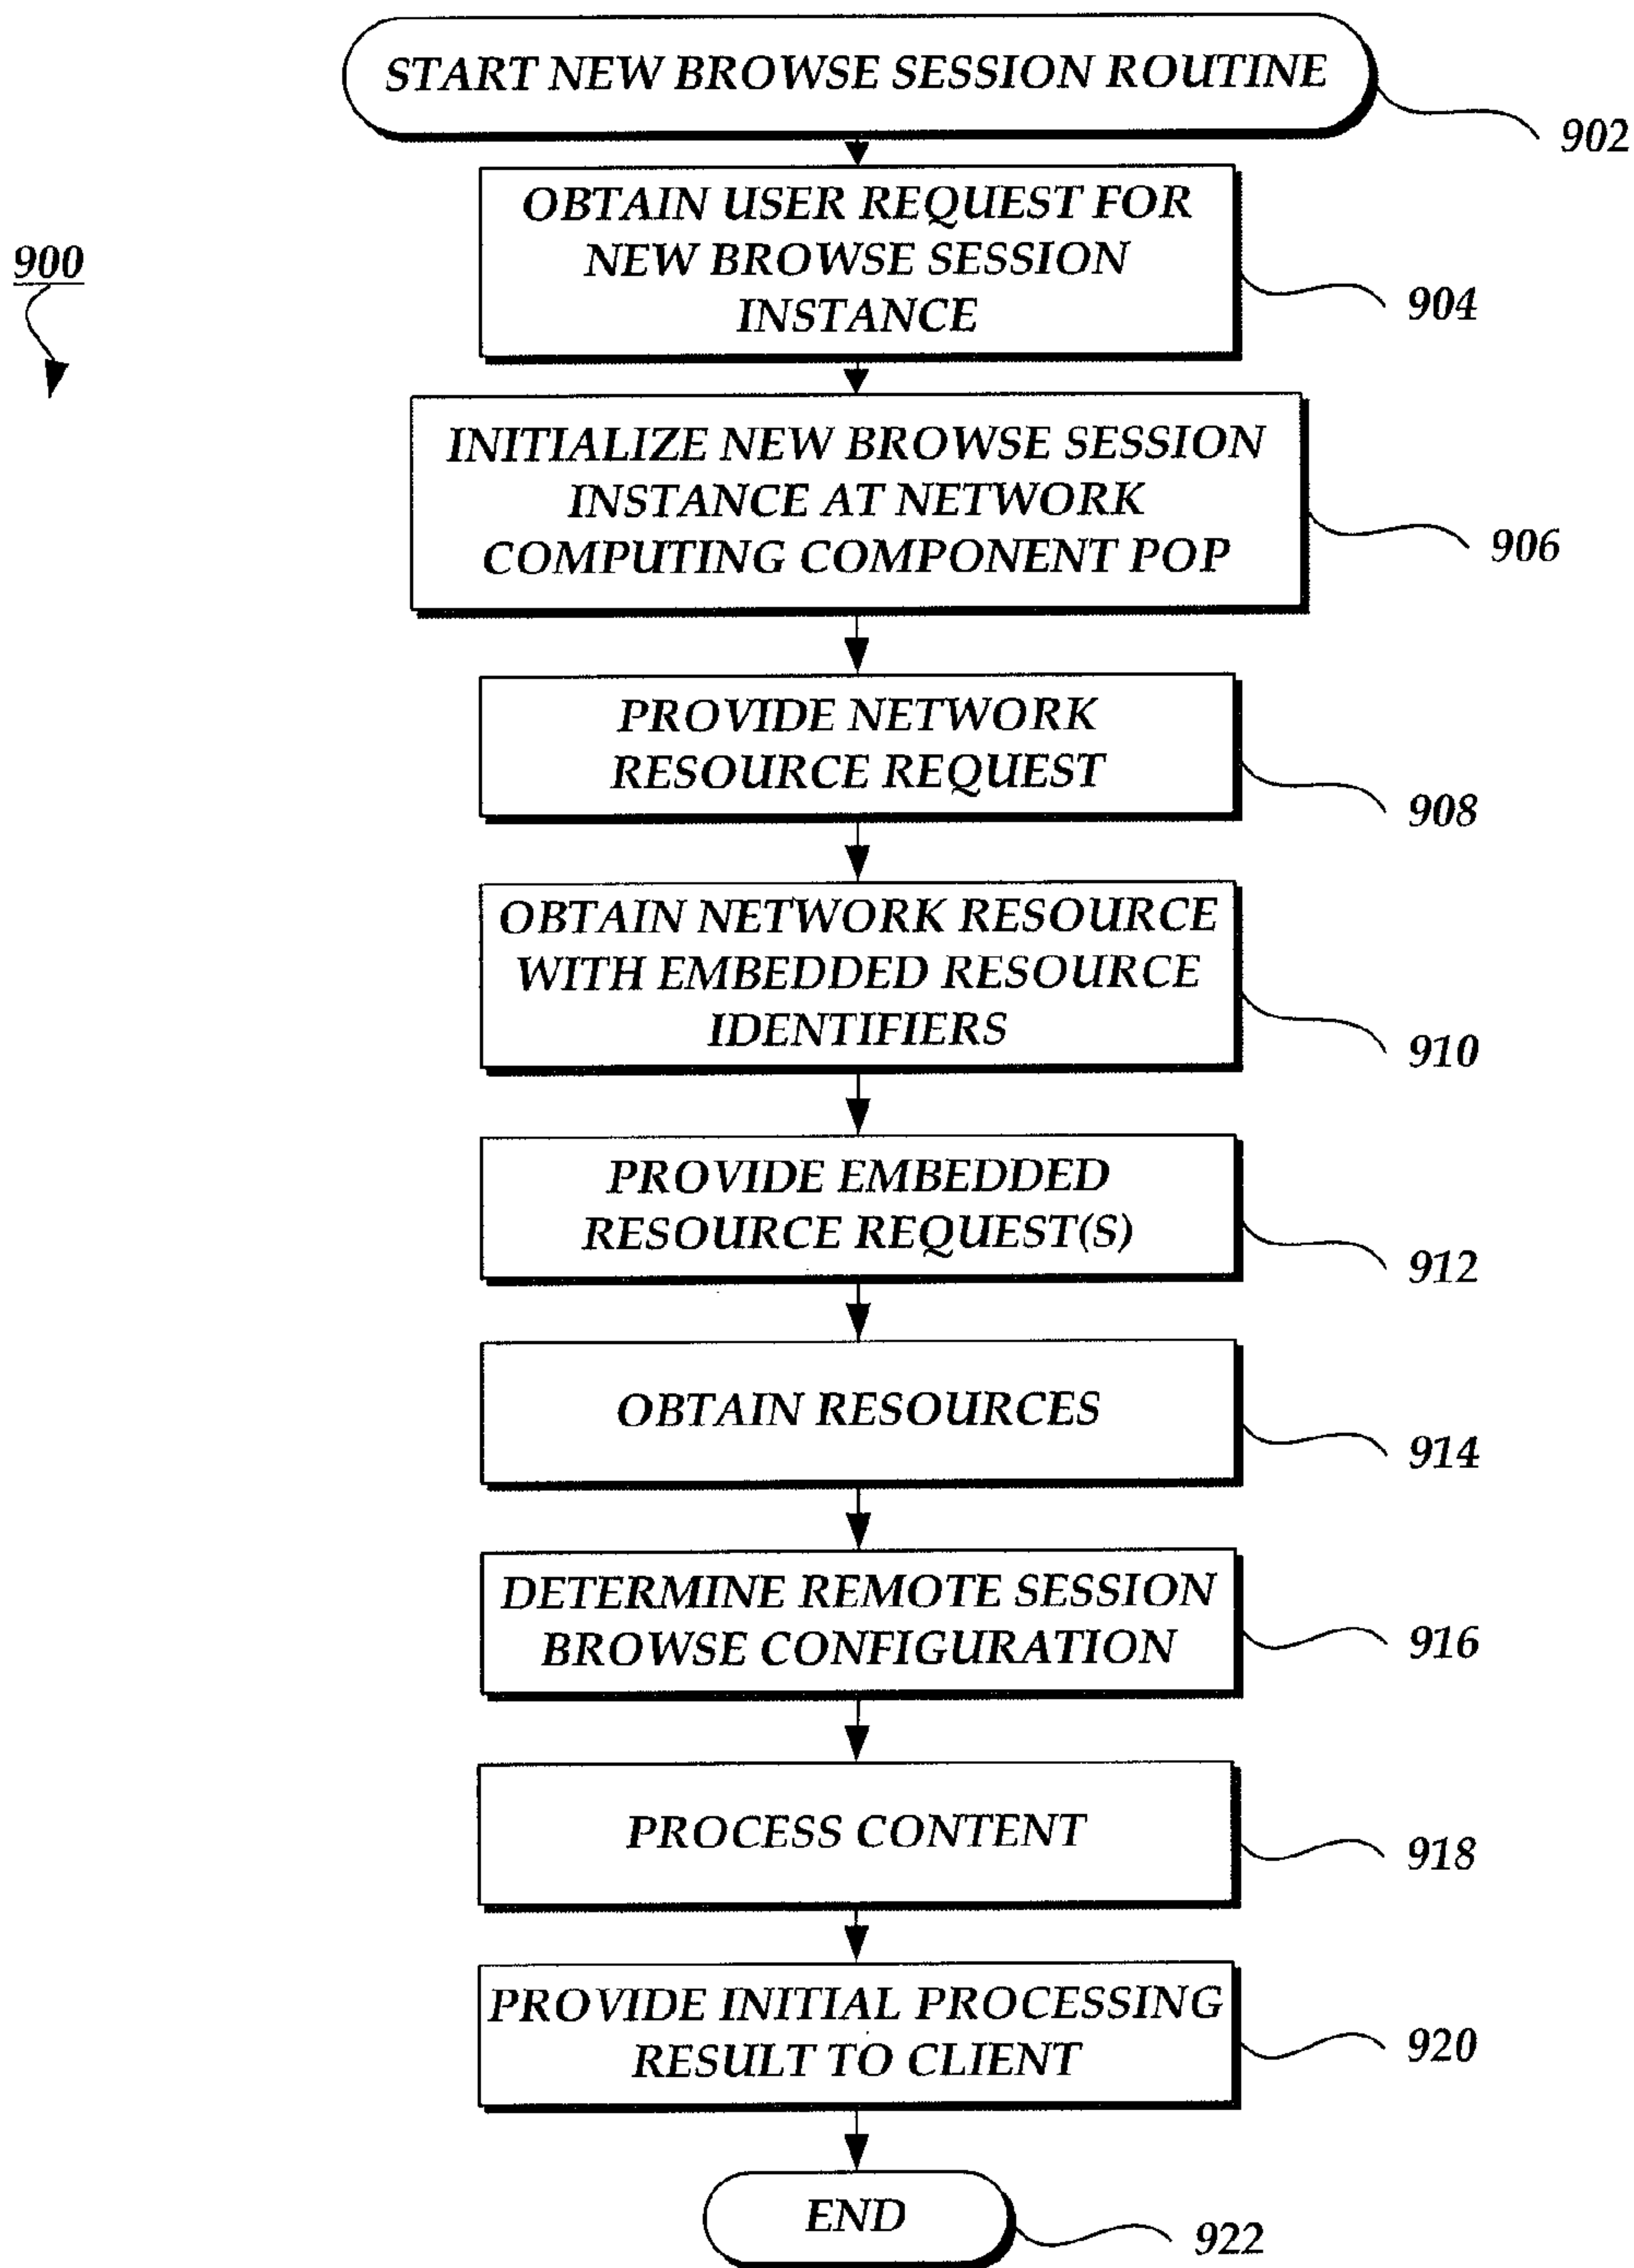 START NEW BROWSE SESSION ROUTINE
902
900
OBTAIN USER REQUEST FOR
NEW BROWSE SESSION
INSTANCE
904
INITIALIZE NEW BROWSE SESSION
INSTANCE AT NETWORK
COMPUTING COMPONENT POP
906
PROVIDE NETWORK
RESOURCE REQUEST
908
OBTAIN NETWORK RESOURCE
WITH EMBEDDED RESOURCE
IDENTIFIERS
910
PROVIDE EMBEDDED
RESOURCE REQUEST(S)
912
OBTAIN RESOURCES
914
DETERMINE REMOTE SESSION
BROWSE CONFIGURATION
916
PROCESS CONTENT
918
PROVIDE INITIAL PROCESSING
RESULT TO CLIENT
920
END
922